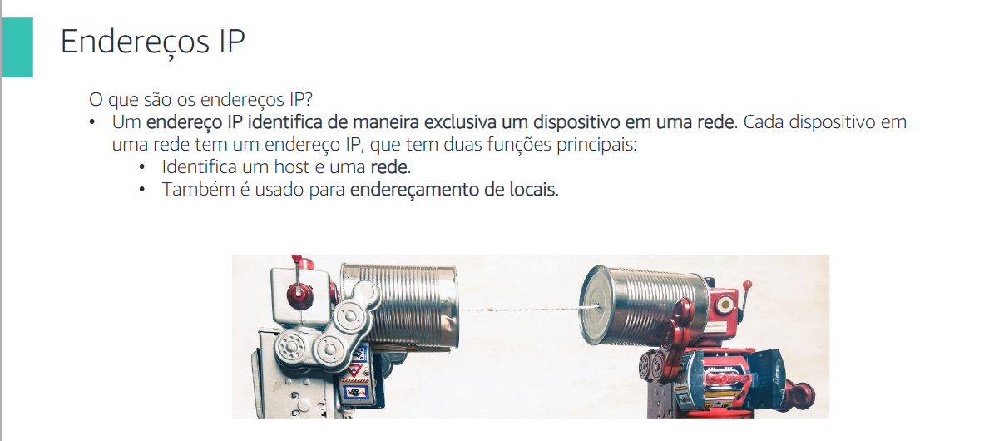 Endereços IP
O que são os endereços IP?
• Um endereço IP identifica de maneira exclusiva um dispositivo em uma rede. Cada dispositivo em
uma rede tem um endereço IP, que tem duas funções principais:
• Identifica um host e uma rede.
• Também é usado para endereçamento de locais.